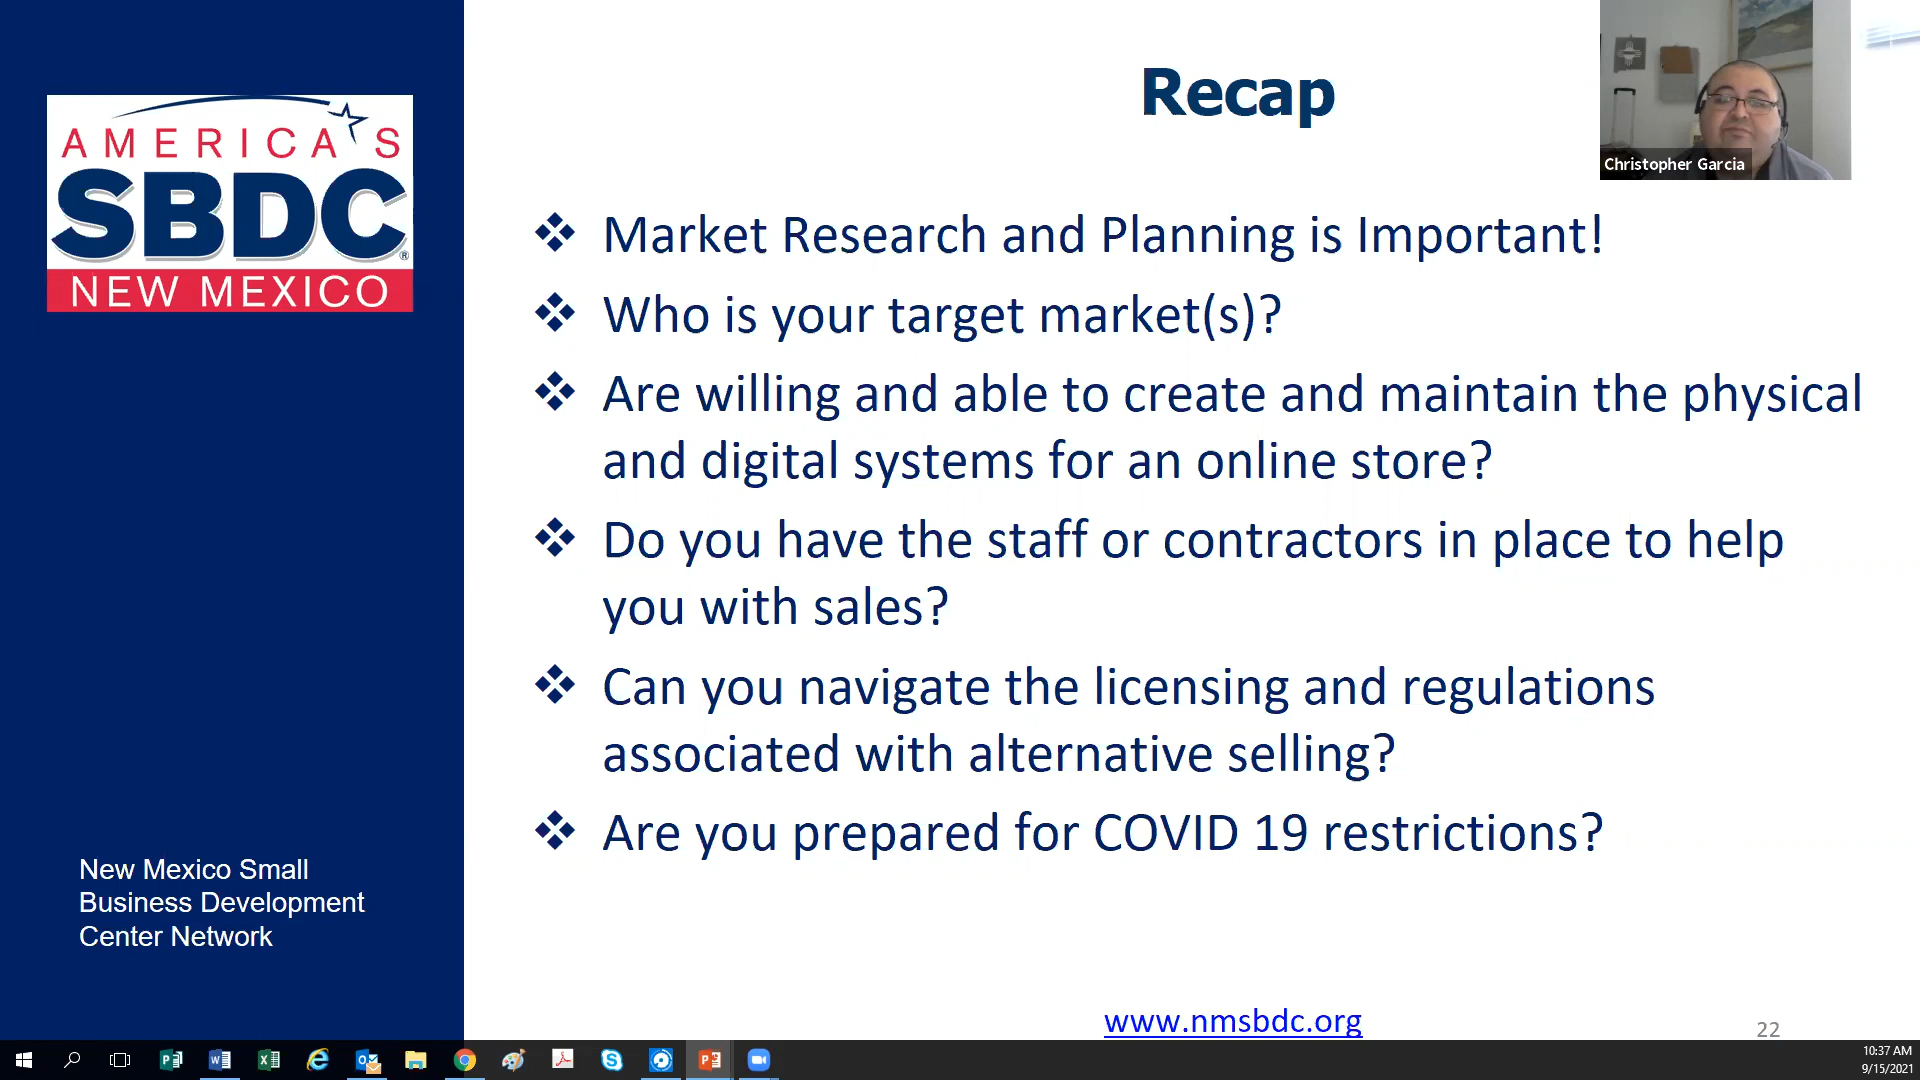 AMERICA'S
SBDC®
NEW MEXICO
New Mexico Small
Business Development
Center Network
Recap
Christopher Garcia
❖ Market Research and Planning is Important!
❖ Who is your target market(s)?
❖ Are willing and able to create and maintain the physical
and digital systems for an online store?
❖ Do you have the staff or contractors in place to help
you with sales?
❖ Can you navigate the licensing and regulations
associated with alternative selling?
❖ Are you prepared for COVID 19 restrictions?
www.nmsbdc.org
22
10:37 AM
9/15/2021